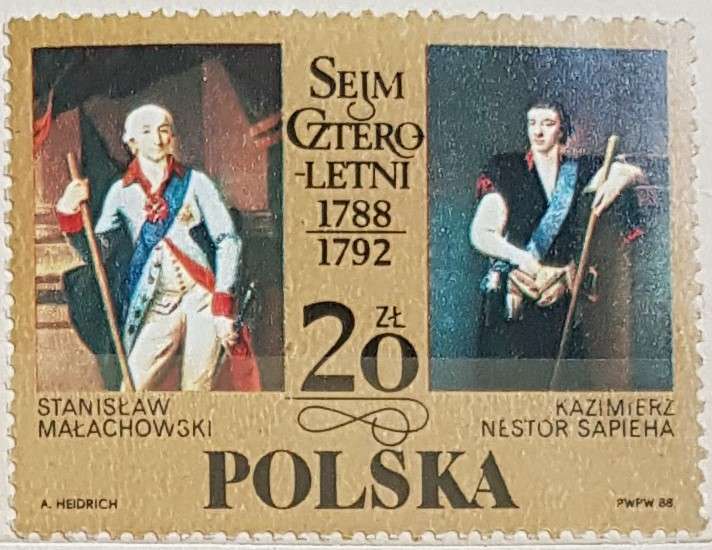 SEJM
CZTERO
-LETNI
1788
1792
20 ZŁ
STANISŁAW
MAŁACHOWSKI
KAZIMIERZ
NESTOR SAPIEHA
POLSKA
A. HEIDRICH
PWPW 88